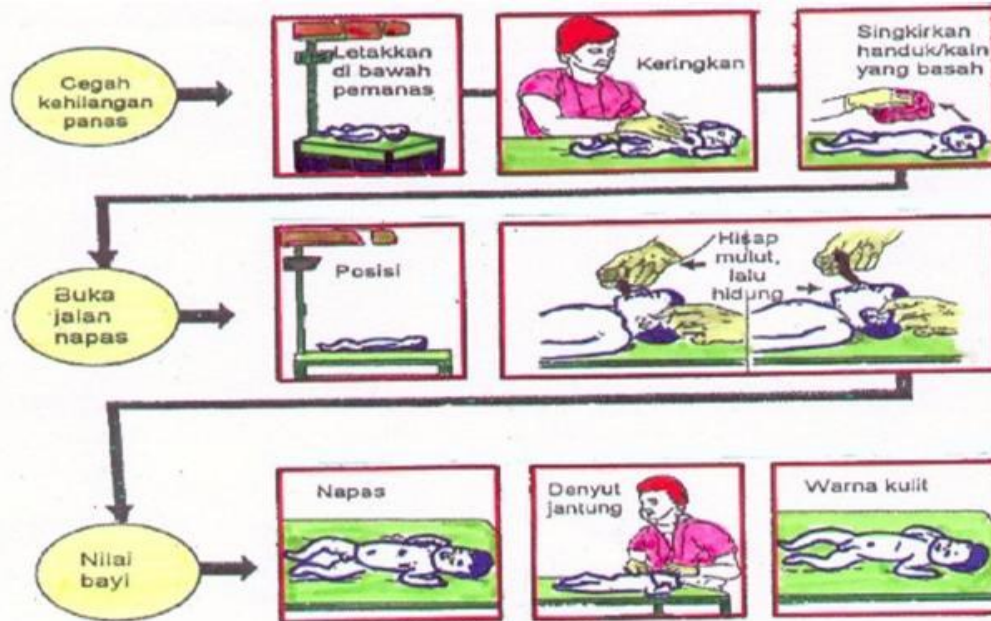 Cegah
kehilangan
panas
Letakkan
di bawah
pemanas
Keringkan
Singkirkan
handuk/kain
yang basah
Buka
jalan
napas
Posisi
Hisap
mulut,
lalu
hidung
Nilai
bayi
Napas
Denyut
jantung
Warna kulit